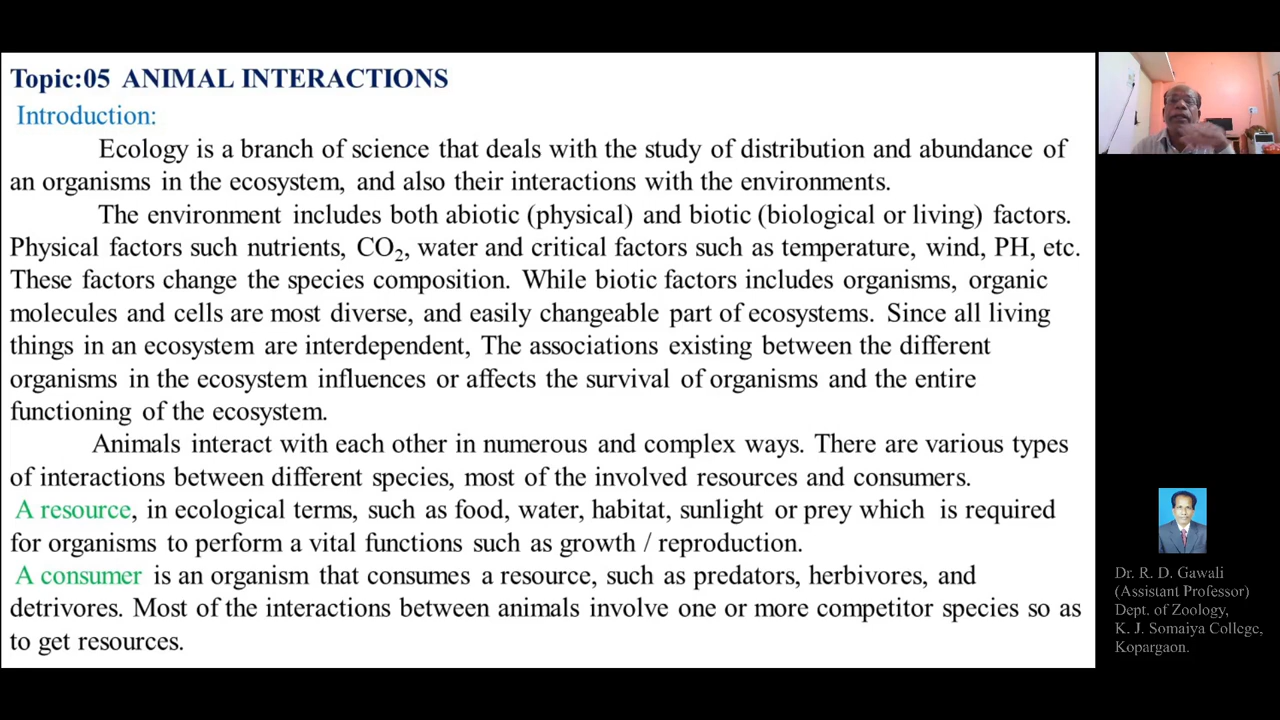 Topic:05 ANIMAL INTERACTIONS
Introduction:
Ecology is a branch of science that deals with the study of distribution and abundance of
an organisms in the ecosystem, and also their interactions with the environments.
The environment includes both abiotic (physical) and biotic (biological or living) factors.
Physical factors such nutrients, CO₂, water and critical factors such as temperature, wind, PH, etc.
These factors change the species composition. While biotic factors includes organisms, organic
molecules and cells are most diverse, and easily changeable part of ecosystems. Since all living
things in an ecosystem are interdependent, The associations existing between the different
organisms in the ecosystem influences or affects the survival of organisms and the entire
functioning of the ecosystem.
Animals interact with each other in numerous and complex ways. There are various types
of interactions between different species, most of the involved resources and consumers.
A resource, in ecological terms, such as food, water, habitat, sunlight or prey which is required
for organisms to perform a vital functions such as growth / reproduction.
A consumer is an organism that consumes a resource, such as predators, herbivores, and
detrivores. Most of the interactions between animals involve one or more competitor species so as
to get resources.
Dr. R. D. Gawali
(Assistant Professor)
Dept. of Zoology,
K. J. Somaiya College,
Kopargaon.